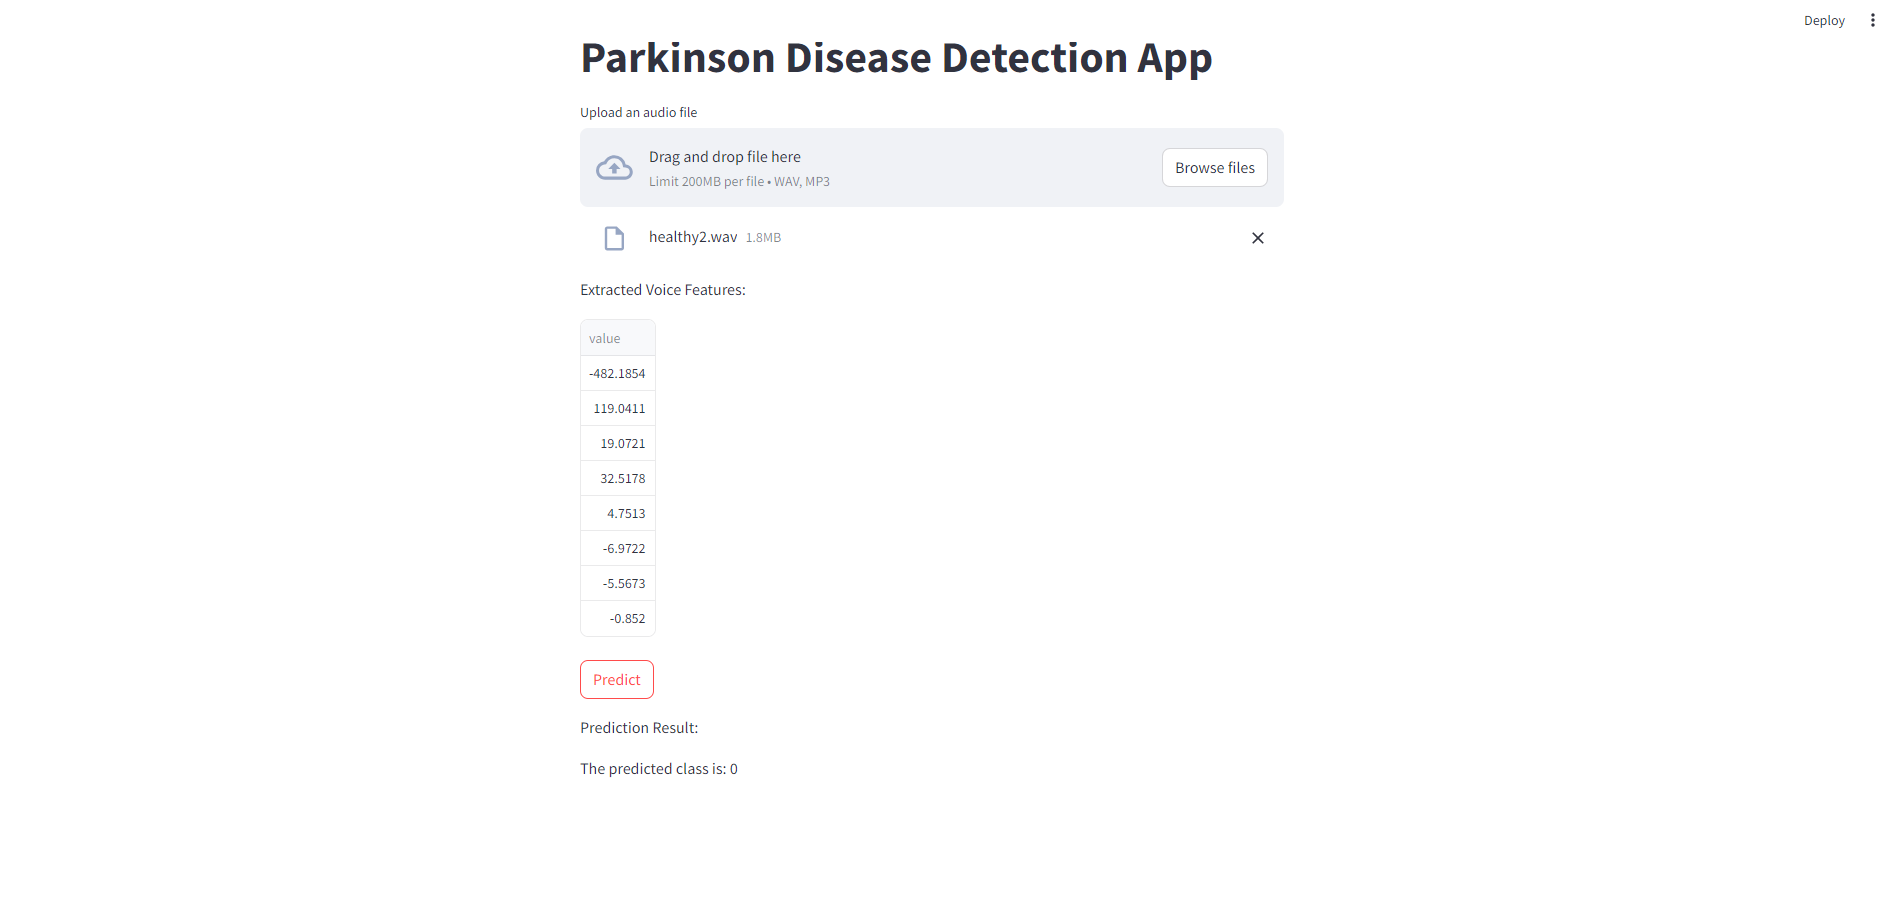 Deploy
Parkinson Disease Detection App
Upload an audio file
Drag and drop file here
Limit 200MB per file • WAV, MP3
Browse files
healthy2.wav 1.8MB
Extracted Voice Features:
value
-482.1854
119.0411
19.0721
32.5178
4.7513
-6.9722
-5.5673
-0.852
Predict
Prediction Result:
The predicted class is: 0